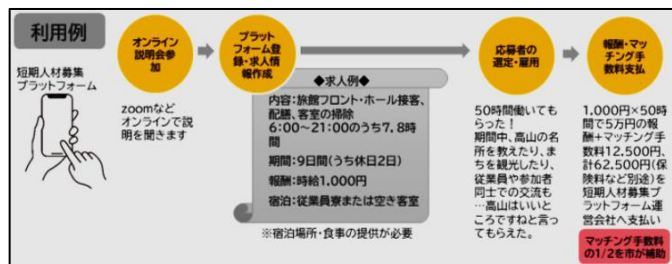 利用例
短期人材募集
プラットフォーム
オンライン
説明会参
加
zoomなど
オンラインで説
明を聞きます
プラット
フォーム登
録・求人情
報作成
◆求人例◆
内容：旅館フロント・ホール接客、
配膳、客室の掃除
6：00～21：00のうち7、8時
間
期間：9日間（うち休日2日）
報酬：時給1,000円
宿泊：従業員寮または空き客室
※宿泊場所・食事の提供が必要
応募者の
選定・雇用
50時間働いても
らった！
期間中、高山の名
所を教えたり、ま
ちを観光したり、
従業員や参加者
同士での交流も
…高山はいいと
ころですねと言っ
てもらえた。
報酬・マッ
チング手
数料支払
1,000円×50時
間で5万円の報
酬＋マッチング手
数料12,500円、
計62,500円（保
険料など別途）を
短期人材募集プ
ラットフォーム運
営会社へ支払い
マッチング手数料
の1/2を市が補助